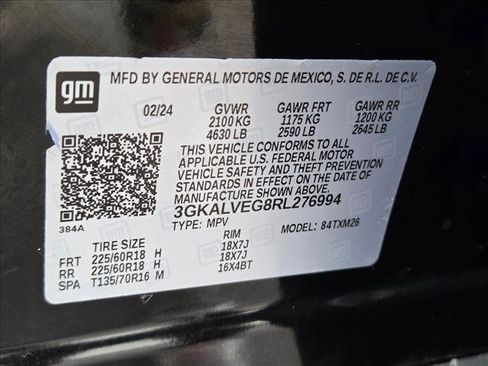 gm
MFD BY GENERAL MOTORS DE MEXICO, S. DE R.L. DE C.V.
02/24 GVWR GAWR FRT GAWR RR
2100 KG 1175 KG 1200 KG
4630 LB 2590 LB 2645 LB
THIS VEHICLE CONFORMS TO ALL
APPLICABLE U.S. FEDERAL MOTOR
VEHICLE SAFETY AND THEFT PREVENTION
STANDARDS IN EFFECT ON THE DATE OF
MANUFACTURE SHOWN ABOVE.
3GKALVEG8RL276994
384A TYPE: MPV MODEL: 84TXM26
TIRE SIZE RIM
FRT 225/60R18 H 18X7J
RR 225/60R18 H 18X7J
SPA T135/70R16 M 16X4BT